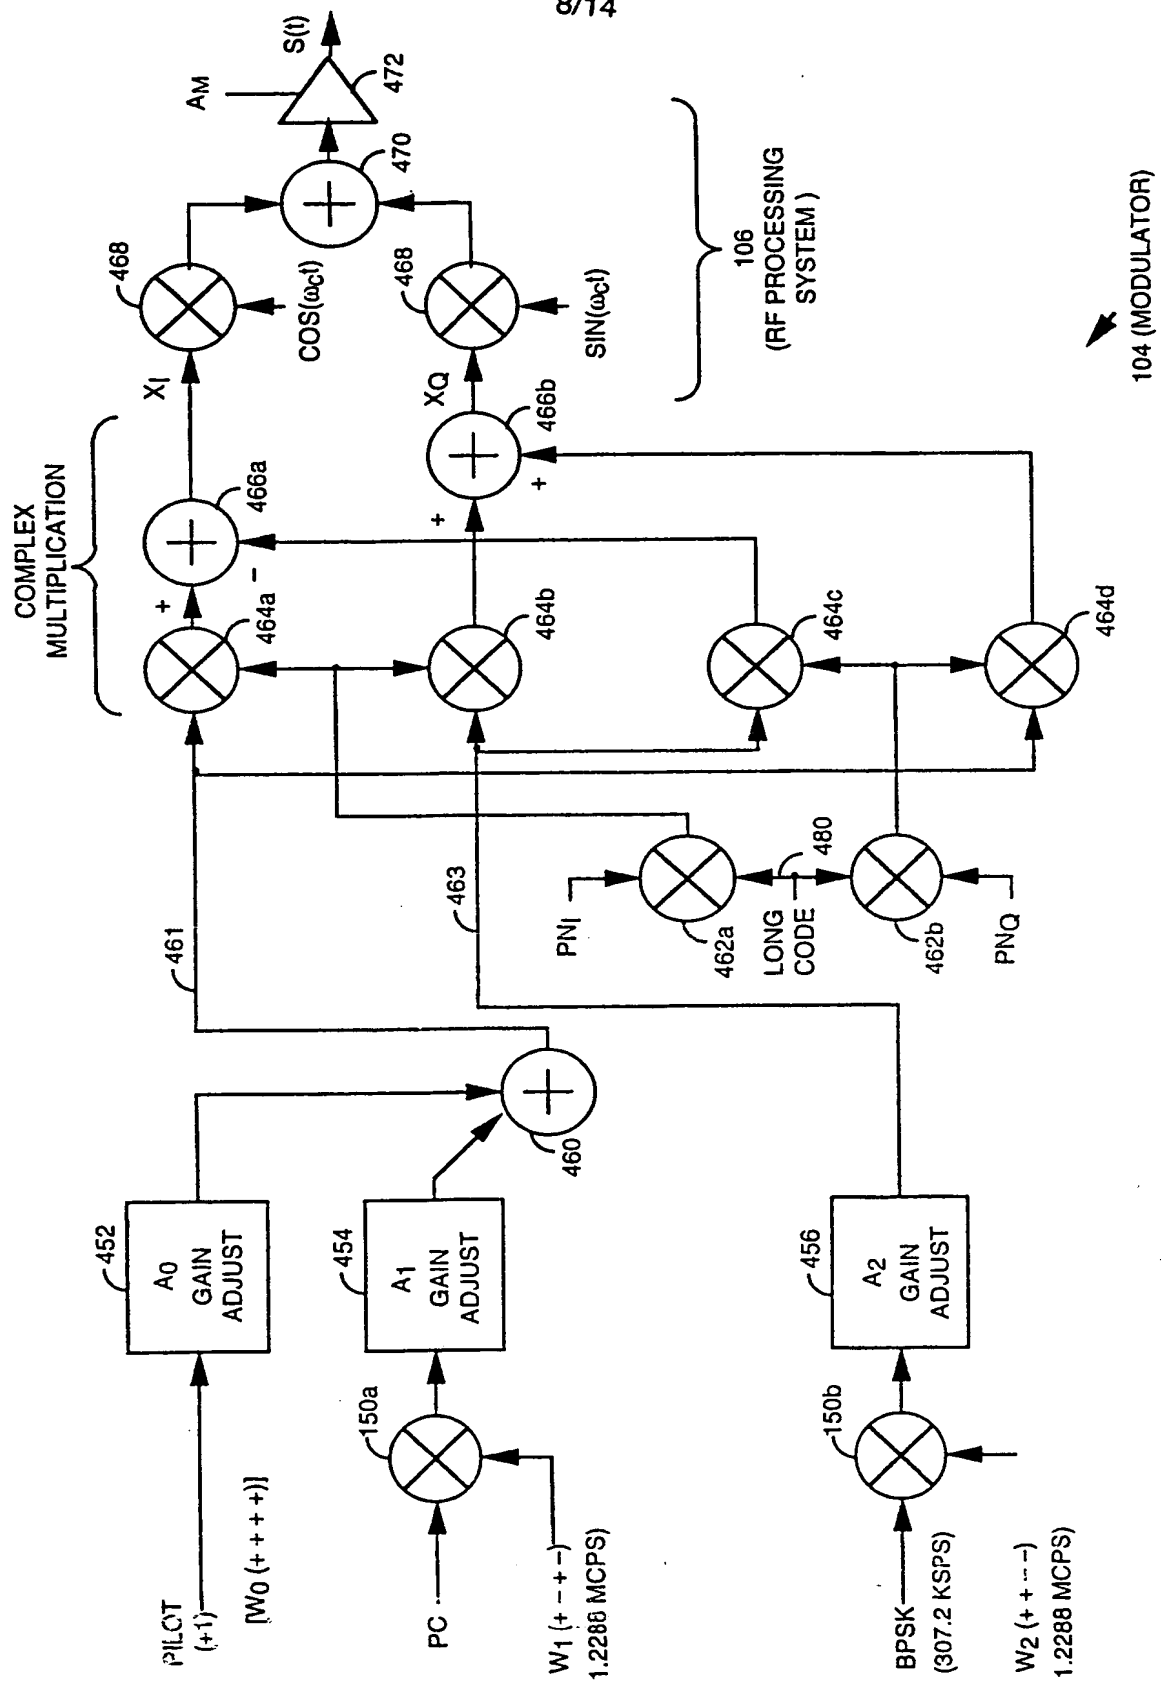 8/14
COMPLEX
MULTIPLICATION
PILOT
(+1)
[W0 (+ + + +)]
452
A0
GAIN
ADJUST
461
464a
+
-
466a
XI
468
COS(ωct)
AM
S(t)
472
470
PC
W1 (+ - + -)
1.2288 MCPS
150a
454
A1
GAIN
ADJUST
460
463
464b
+
+
466b
XQ
468
SIN(ωct)
PNI
462a
LONG
CODE
480
462b
PNQ
464c
464d
106
(RF PROCESSING
SYSTEM )
BPSK
(307.2 KSPS)
W2 (+ + - -)
1.2288 MCPS)
150b
456
A2
GAIN
ADJUST
104 (MODULATOR)